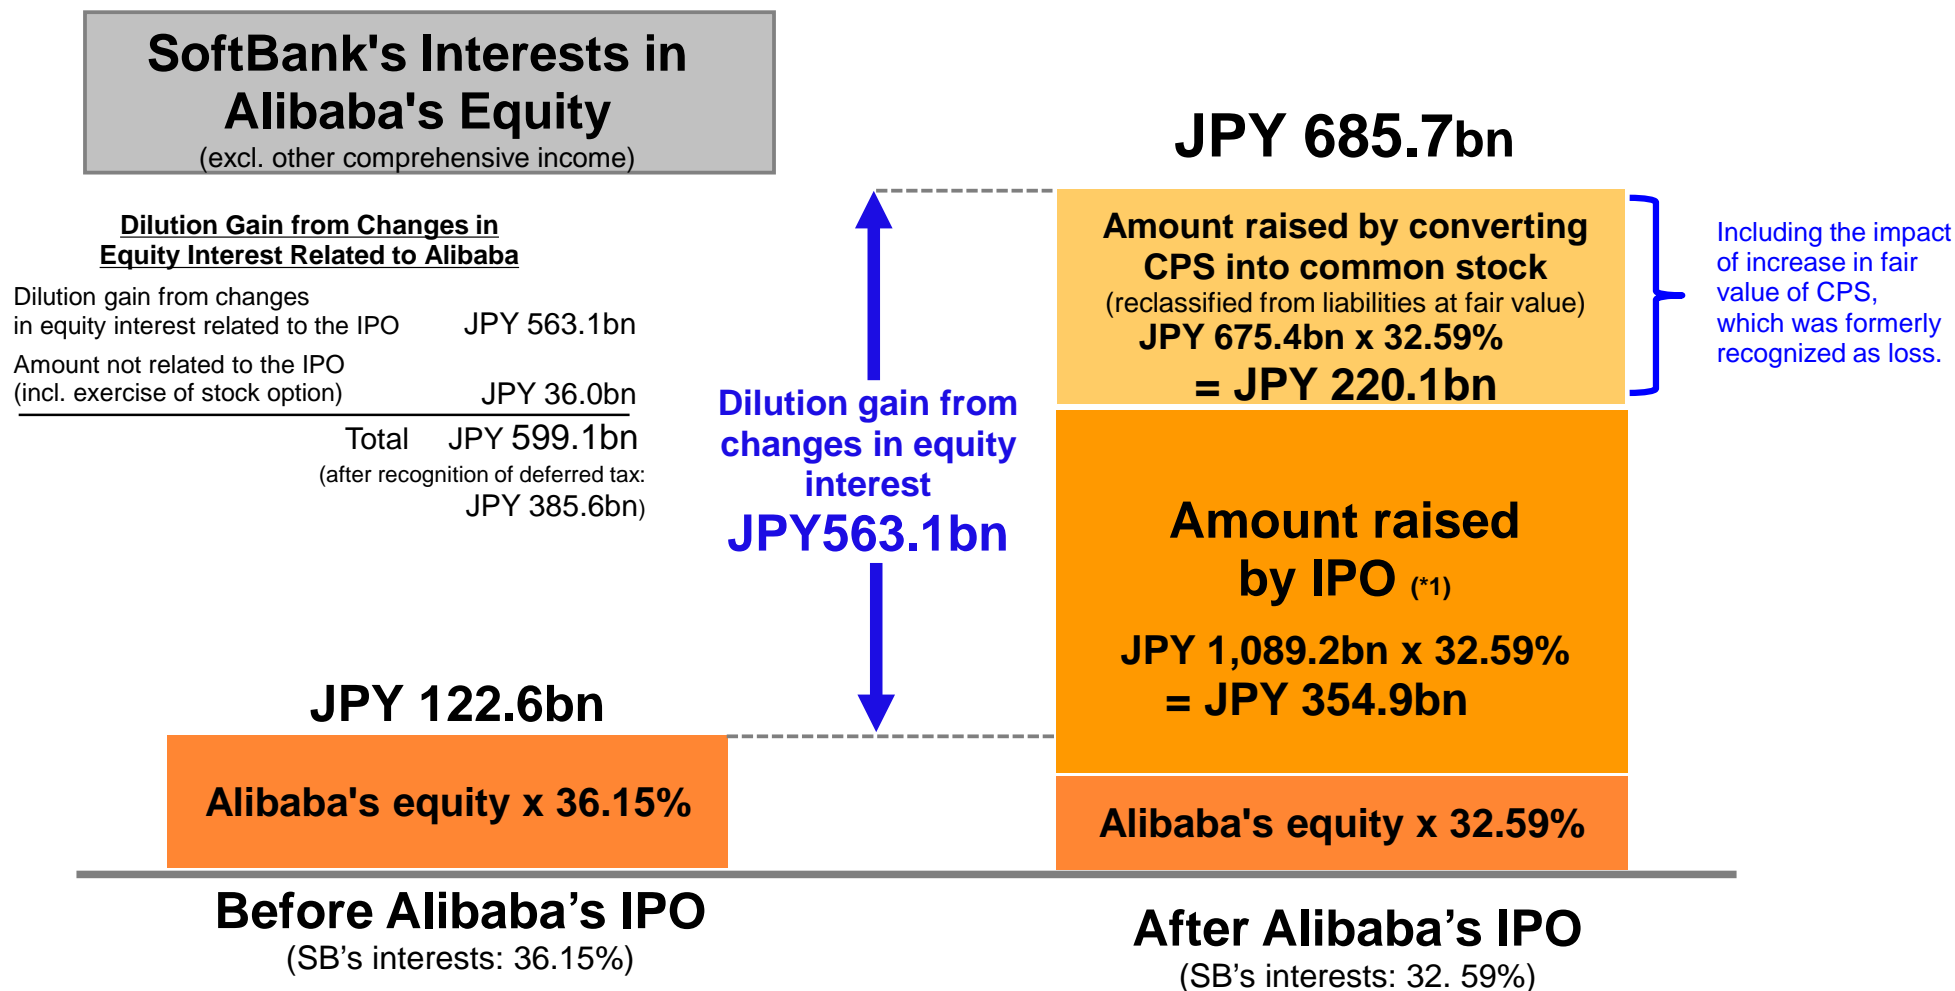 SoftBank's Interests in
Alibaba's Equity
(excl. other comprehensive income)
Dilution Gain from Changes in
Equity Interest Related to Alibaba
Dilution gain from changes
in equity interest related to the IPO JPY 563.1bn
Amount not related to the IPO
(incl. exercise of stock option) JPY 36.0bn
Total JPY 599.1bn
(after recognition of deferred tax:
JPY 385.6bn)
JPY 122.6bn
Alibaba's equity x 36.15%
Before Alibaba’s IPO
(SB’s interests: 36.15%)
Dilution gain from
changes in equity
interest
JPY563.1bn
JPY 685.7bn
Amount raised by converting
CPS into common stock
(reclassified from liabilities at fair value)
JPY 675.4bn x 32.59%
= JPY 220.1bn
Amount raised
by IPO (*1)
JPY 1,089.2bn x 32.59%
= JPY 354.9bn
Alibaba's equity x 32.59%
After Alibaba’s IPO
(SB’s interests: 32. 59%)
Including the impact
of increase in fair
value of CPS,
which was formerly
recognized as loss.